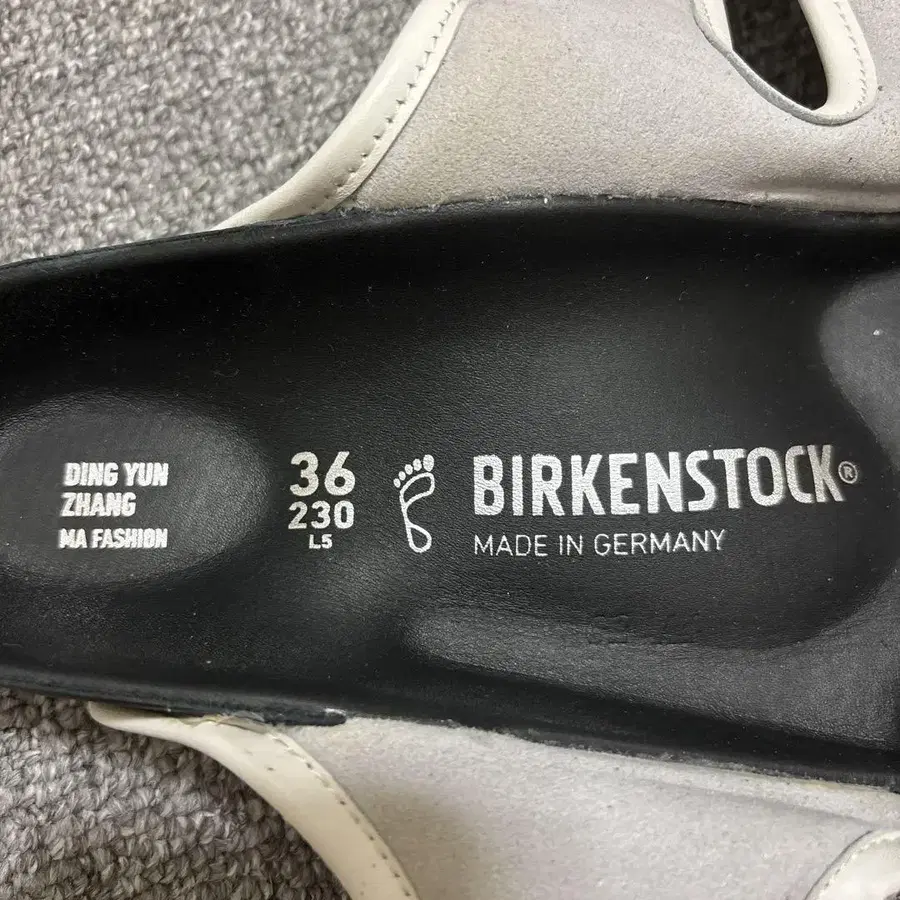 DING YUN
ZHANG
MA FASHION
36
230
L5
BIRKENSTOCK®
MADE IN GERMANY